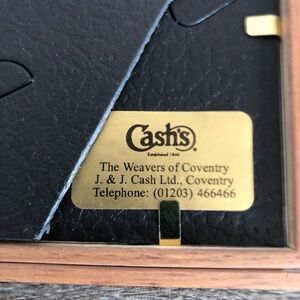 Cash's
Established 1846
The Weavers of Coventry
J. & J. Cash Ltd., Coventry
Telephone: (01203) 466466